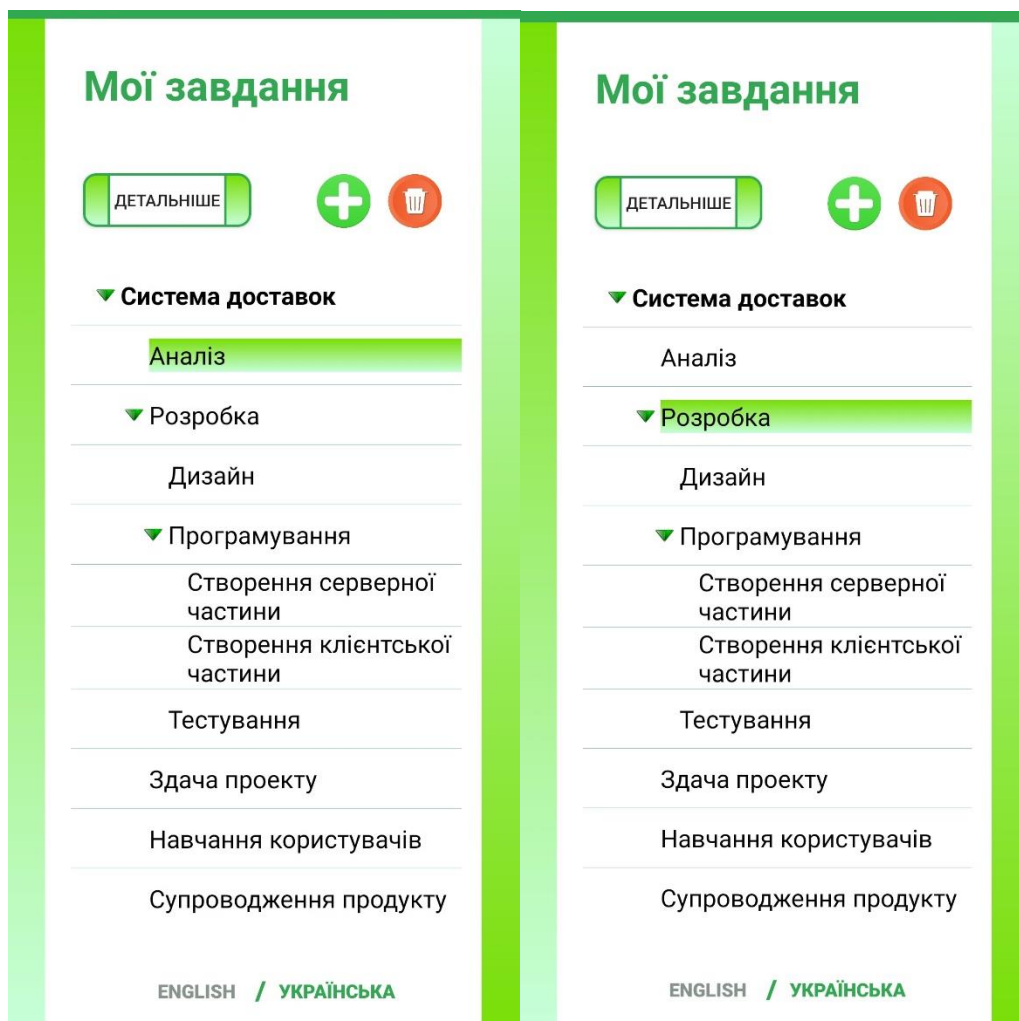 Мої завдання
ДЕТАЛЬНІШЕ
Система доставок
Аналіз
Розробка
Дизайн
Програмування
Створення серверної
частини
Створення клієнтської
частини
Тестування
Здача проекту
Навчання користувачів
Супроводження продукту
ENGLISH / УКРАЇНСЬКА
Мої завдання
ДЕТАЛЬНІШЕ
Система доставок
Аналіз
Розробка
Дизайн
Програмування
Створення серверної
частини
Створення клієнтської
частини
Тестування
Здача проекту
Навчання користувачів
Супроводження продукту
ENGLISH / УКРАЇНСЬКА